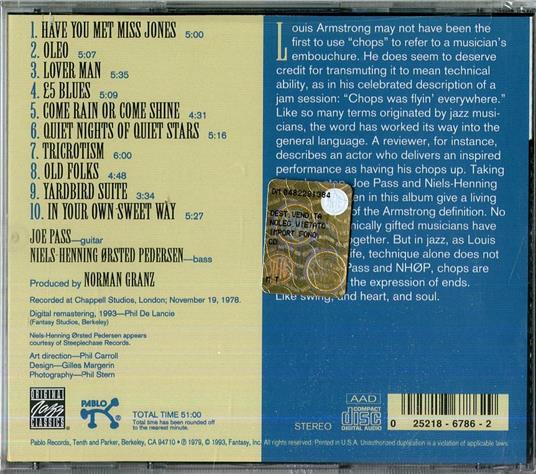 1. HAVE YOU MET MISS JONES 5:00
2. OLEO 5:07
3. LOVER MAN 5:35
4. £5 BLUES 5:09
5. COME RAIN OR COME SHINE 4:31
6. QUIET NIGHTS OF QUIET STARS 5:16
7. TRICROTISM 6:00
8. OLD FOLKS 4:48
9. YARDBIRD SUITE 3:34
10. IN YOUR OWN SWEET WAY 5:27
JOE PASS—guitar
NIELS-HENNING ØRSTED PEDERSEN—bass
Produced by NORMAN GRANZ
Recorded at Chappell Studios, London; November 19, 1978.
Digital remastering, 1993—Phil De Lancie
(Fantasy Studios, Berkeley)
Niels-Henning Ørsted Pedersen appears
courtesy of Steeplechase Records.
Art direction—Phil Carroll
Design—Gilles Margerin
Photography—Phil Stern
Louis Armstrong may not have been the
first to use “chops” to refer to a musician's
embouchure. He does seem to deserve
credit for transmuting it to mean technical
ability, as in his celebrated description of a
jam session: “Chops was flyin' everywhere.”
Like so many terms originated by jazz musi-
cians, the word has worked its way into the
general language. A reviewer, for instance,
describes an actor who delivers an inspired
performance as having his chops up. Taking
Joe Pass and Niels-Henning
in this album give a living
of the Armstrong definition. No
gifted musicians have
together. But in jazz, as Louis
technique alone does not
Pass and NHØP, chops are
the expression of ends.
Like swing, and heart, and soul.
DEST. VENDITA
NOLEG. VIETATO
IMPORT FONO.
CD
ORIGINAL
Jazz
CLASSICS
PABLO
TOTAL TIME 51:00
Total time has been rounded off
to the nearest minute.
STEREO
AAD
COMPACT
disc
DIGITAL AUDIO
0 25218-6786-2
Pablo Records, Tenth and Parker, Berkeley, CA 94710 • ℗ 1979, © 1993, Fantasy, Inc. All rights reserved. Printed in U.S.A. Unauthorized duplication is a violation of applicable laws.